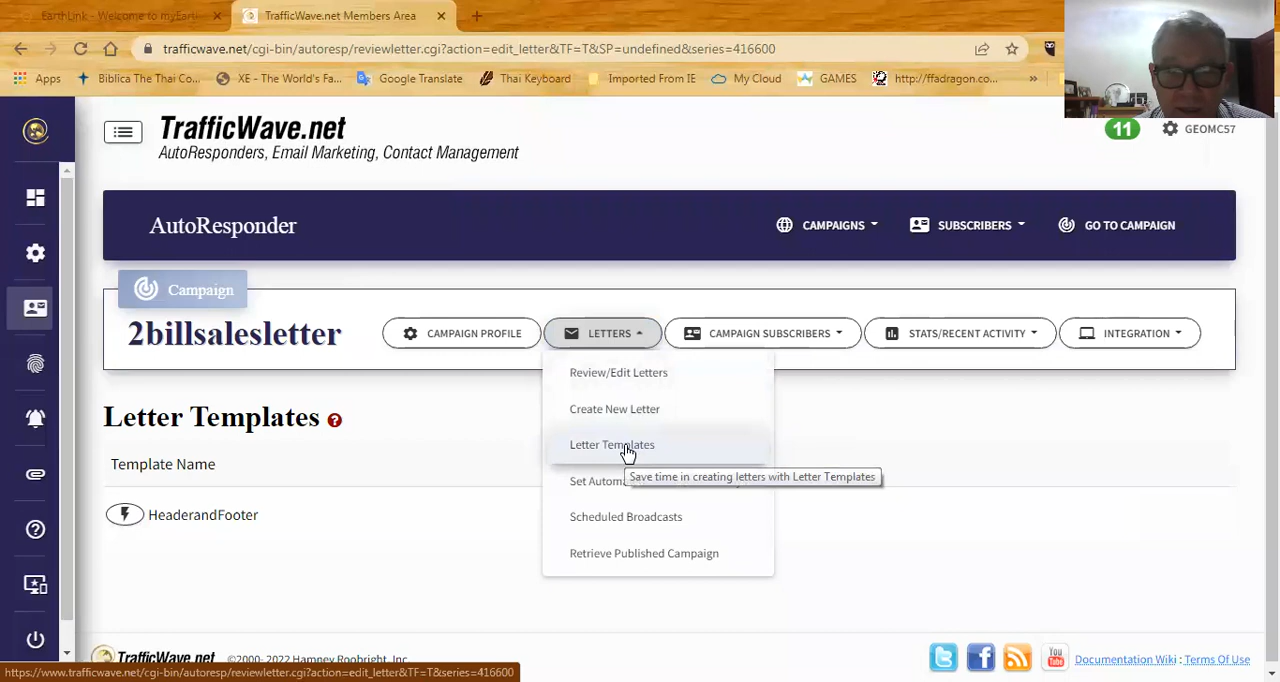 EarthLink - Welcome to myEarth
TrafficWave.net Members Area
trafficwave.net/cgi-bin/autoresp/reviewletter.cgi?action=edit_letter&TF=T&SP=undefined&series=416600
Apps
Biblica The Thai Co...
XE - The World's Fa...
Google Translate
Thai Keyboard
Imported From IE
My Cloud
GAMES
http://ffadragon.co...
»
TrafficWave.net
AutoResponders, Email Marketing, Contact Management
11
GEOMC57
AutoResponder
CAMPAIGNS
SUBSCRIBERS
GO TO CAMPAIGN
Campaign
2billsalesletter
CAMPAIGN PROFILE
LETTERS
CAMPAIGN SUBSCRIBERS
STATS/RECENT ACTIVITY
INTEGRATION
Review/Edit Letters
Create New Letter
Letter Templates
Save time in creating letters with Letter Templates
Set Autom
Scheduled Broadcasts
Retrieve Published Campaign
Letter Templates
Template Name
HeaderandFooter
TrafficWave.net
©2000- 2022 Hamney Roobright, Inc
You
Tube
Documentation Wiki : Terms Of Use
https://www.trafficwave.net/cgi-bin/autoresp/reviewletter.cgi?action=edit_letter&TF=T&series=416600